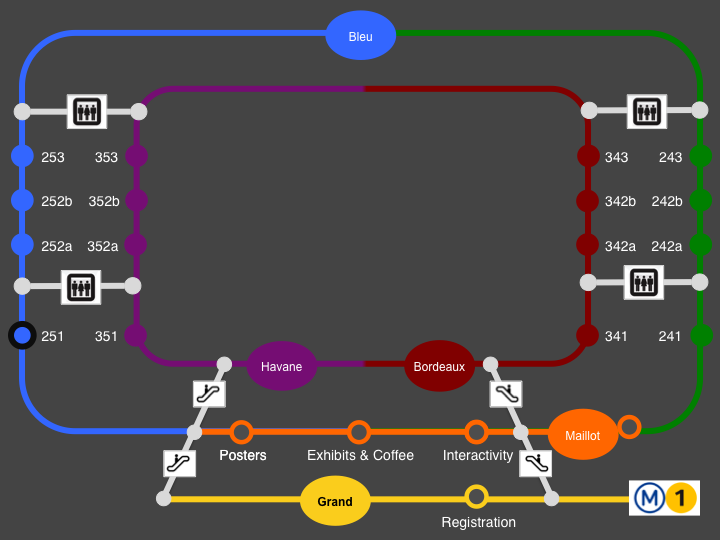 Bleu
253 353 343 243
252b 352b 342b 242b
252a 352a 342a 242a
251 351 341 241
Havane Bordeaux
Maillot
Posters Exhibits & Coffee Interactivity
Grand
M 1
Registration